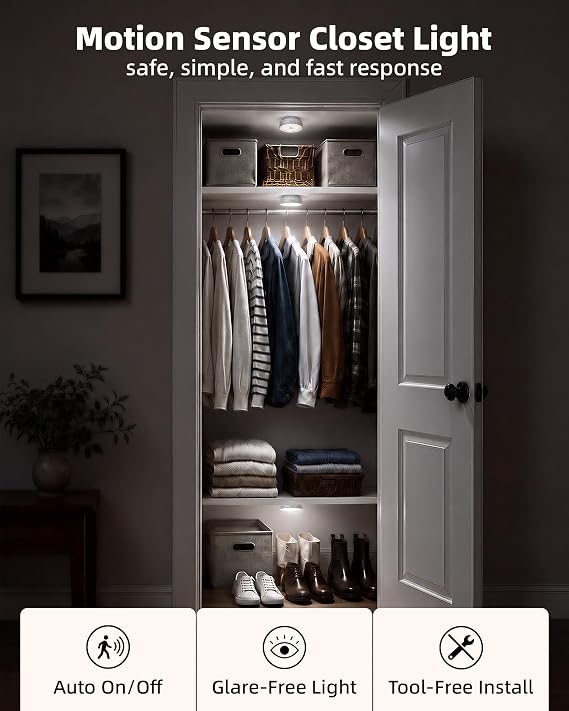 Motion Sensor Closet Light
safe, simple, and fast response
Auto On/Off
Glare-Free Light
Tool-Free Install